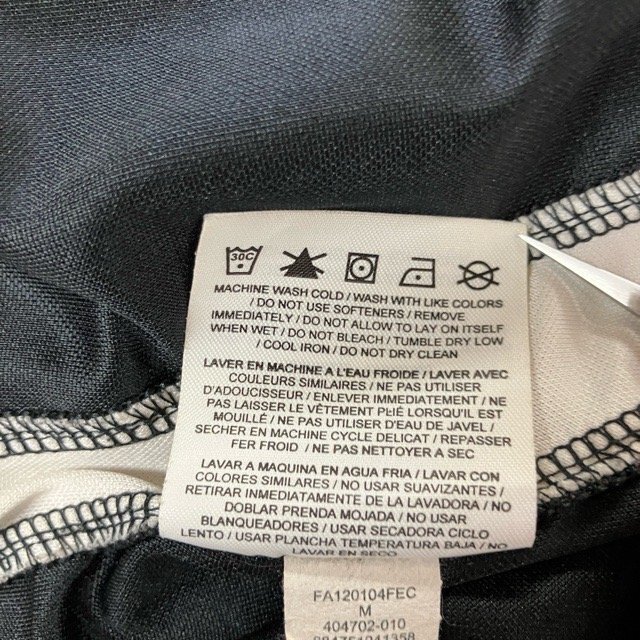 30C
MACHINE WASH COLD / WASH WITH LIKE COLORS
/ DO NOT USE SOFTENERS / REMOVE
IMMEDIATELY / DO NOT ALLOW TO LAY ON ITSELF
WHEN WET / DO NOT BLEACH / TUMBLE DRY LOW
/ COOL IRON / DO NOT DRY CLEAN
LAVER EN MACHINE A L'EAU FROIDE / LAVER AVEC
COULEURS SIMILAIRES / NE PAS UTILISER
D'ADOUCISSEUR / ENLEVER IMMEDIATEMENT / NE
PAS LAISSER LE VÊTEMENT PLIÉ LORSQU'IL EST
MOUILLÉ / NE PAS UTILISER D'EAU DE JAVEL /
SECHER EN MACHINE CYCLE DELICAT / REPASSER
FER FROID / NE PAS NETTOYER A SEC
LAVAR A MAQUINA EN AGUA FRIA / LAVAR CON
COLORES SIMILARES / NO USAR SUAVIZANTES /
RETIRAR INMEDIATAMENTE DE LA LAVADORA / NO
DOBLAR PRENDA MOJADA / NO USAR
BLANQUEADORES / USAR SECADORA CICLO
LENTO / USAR PLANCHA TEMPERATURA BAJA / NO
LAVAR EN SECO
FA120104FEC
M
404702-010